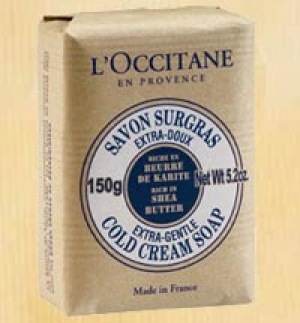 L'OCCITANE
EN PROVENCE
SAVON SURGRAS
EXTRA-DOUX
RICHE EN
BEURRE
DE KARITE
150g
Net Wt 5.2oz.
RICH IN
SHEA
BUTTER
EXTRA-GENTLE
COLD CREAM SOAP
Made in France